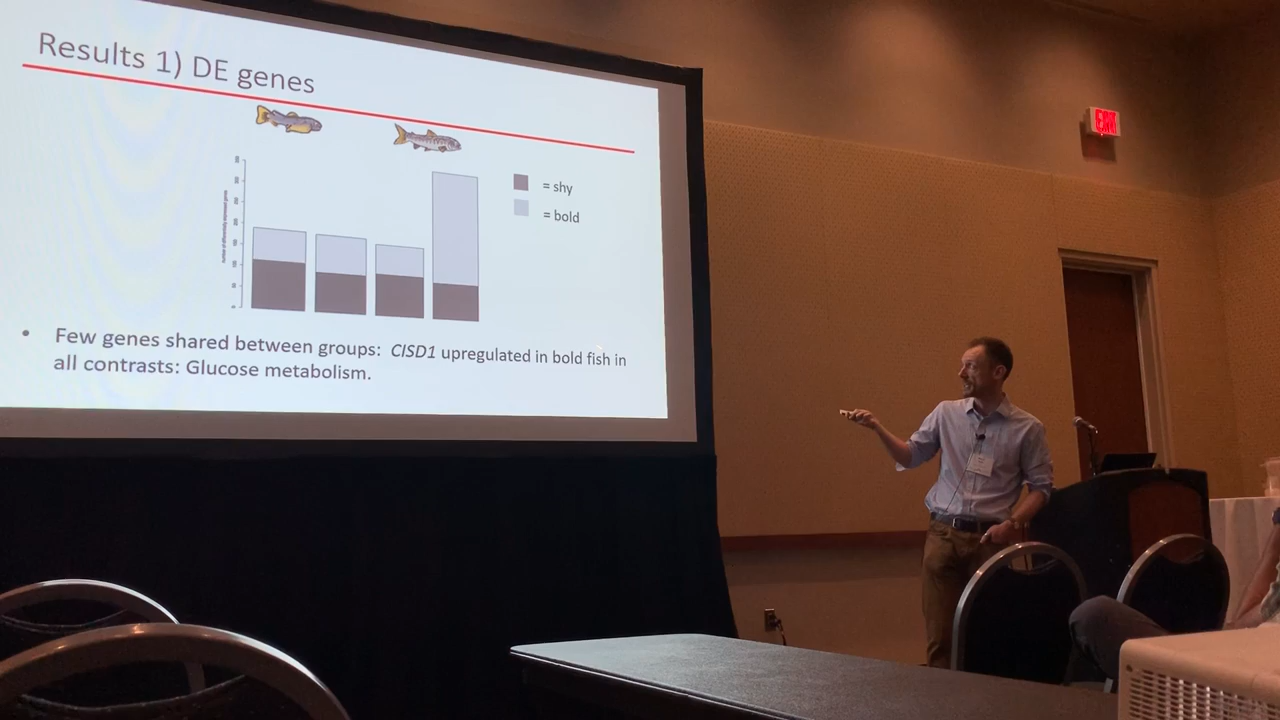 Results 1) DE genes
= shy
= bold
• Few genes shared between groups: CISD1 upregulated in bold fish in
all contrasts: Glucose metabolism.